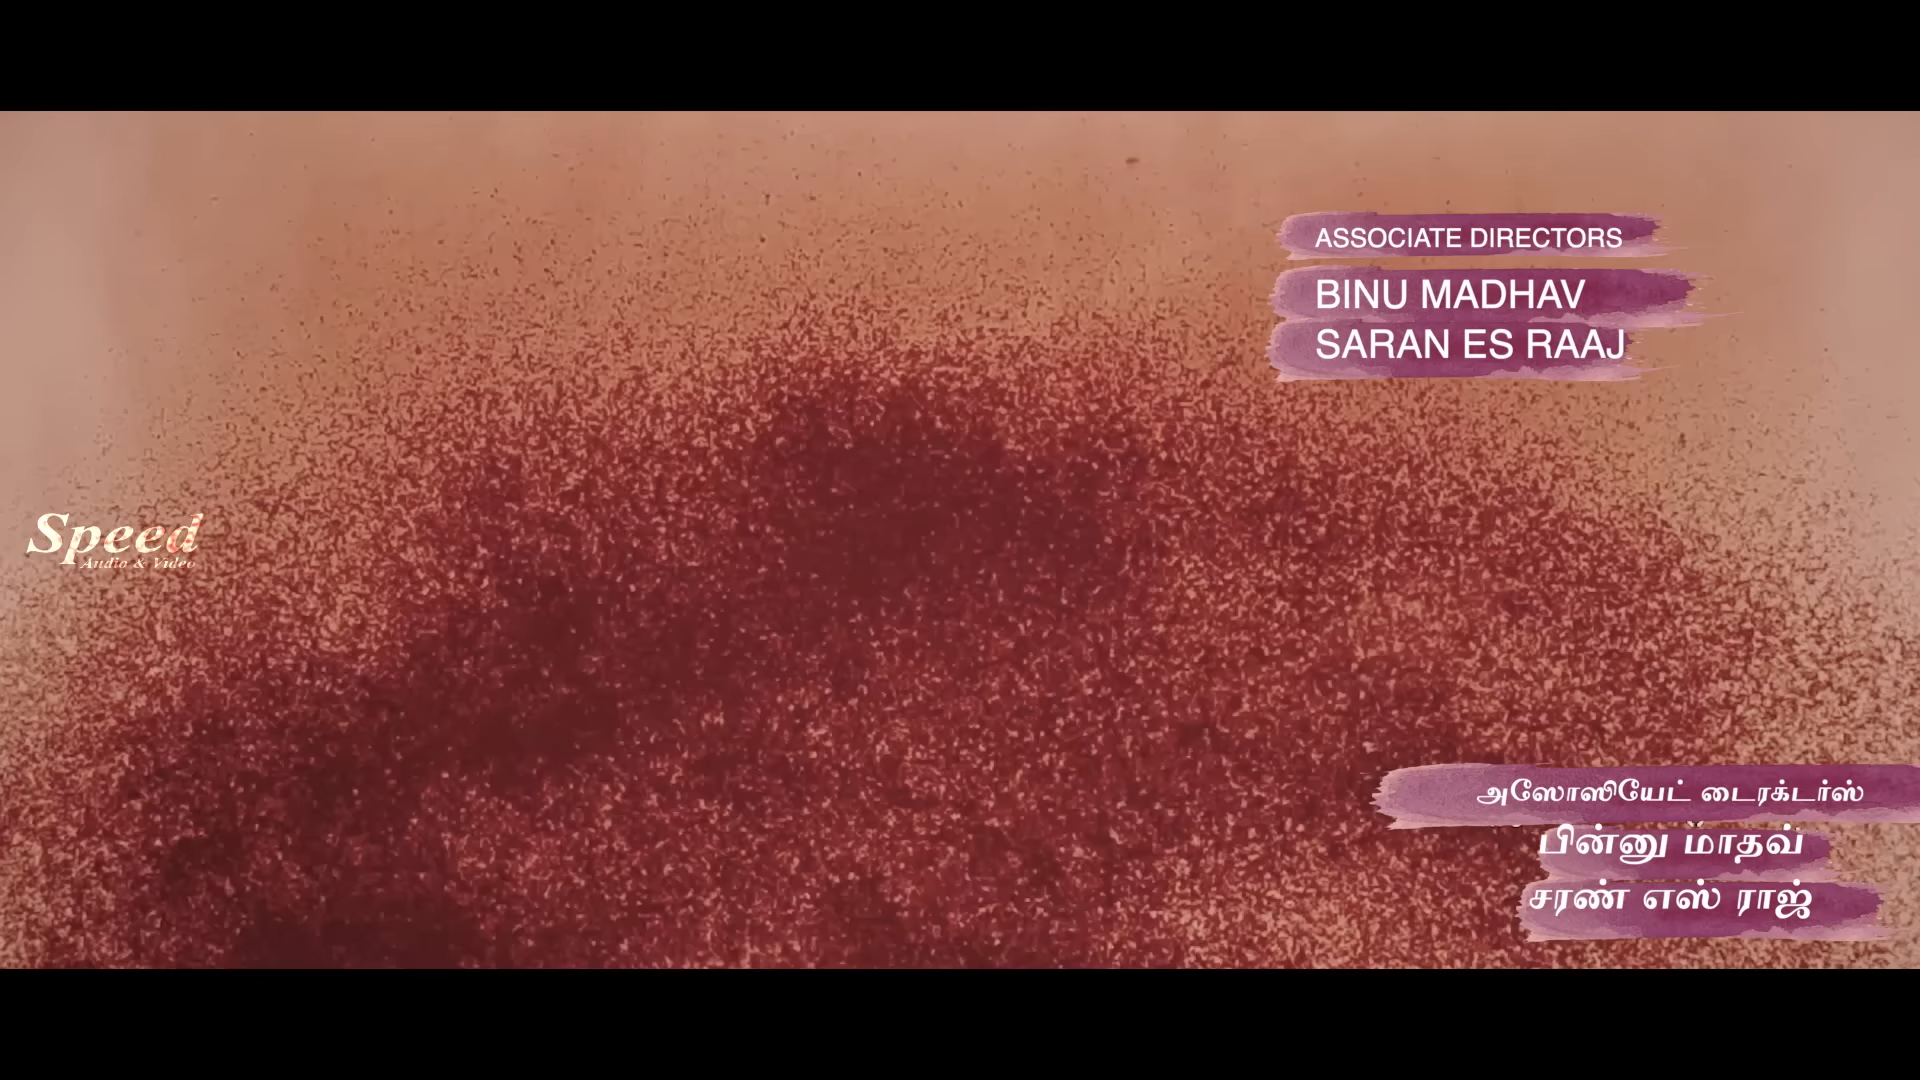 ASSOCIATE DIRECTORS
BINU MADHAV
SARAN ES RAAJ
Speed
Audio & Video
அஸோஸியேட் டைரக்டர்ஸ்
பின்னு மாதவ்
சரண் எஸ் ராஜ்